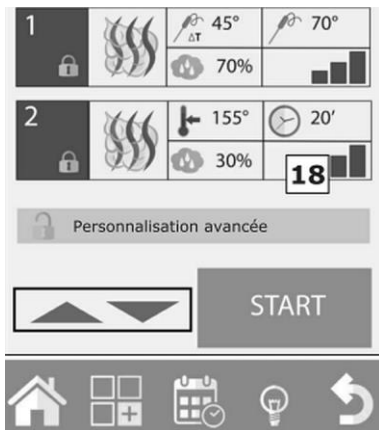 1 45° 70°
ΔT
70%
2 155° 20'
30%
18
Personnalisation avancée
START